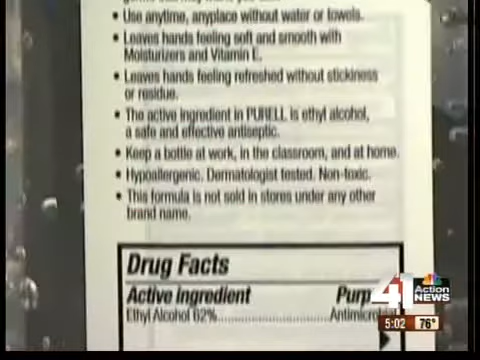 • Use anytime, anyplace without water or towels.
• Leaves hands feeling soft and smooth with
Moisturizers and Vitamin E.
• Leaves hands feeling refreshed without stickiness
or residue.
• The active ingredient in PURELL is ethyl alcohol,
a safe and effective antiseptic.
• Keep a bottle at work, in the classroom, and at home.
• Hypoallergenic. Dermatologist tested. Non-toxic.
• This formula is not sold in stores under any other
brand name.
Drug Facts
Active ingredient Purp
Ethyl Alcohol 62%..............................Antimicro
41 Action
NEWS
5:02 76°